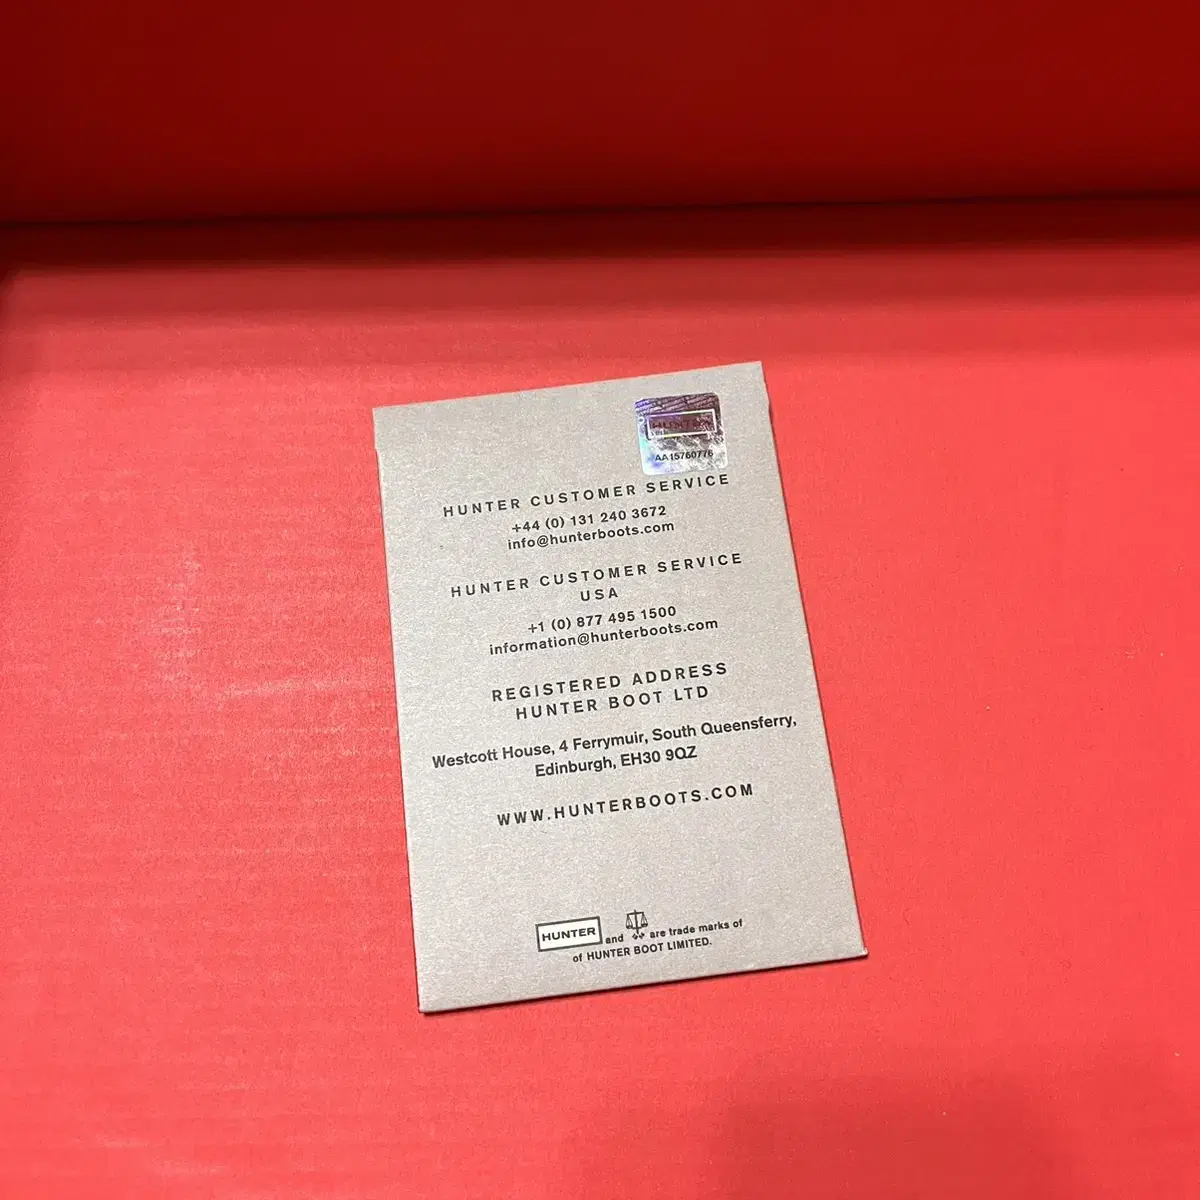 HUNTER
AA15760776
HUNTER CUSTOMER SERVICE
+44 (0) 131 240 3672
info@hunterboots.com
HUNTER CUSTOMER SERVICE
USA
+1 (0) 877 495 1500
information@hunterboots.com
REGISTERED ADDRESS
HUNTER BOOT LTD
Westcott House, 4 Ferrymuir, South Queensferry,
Edinburgh, EH30 9QZ
WWW.HUNTERBOOTS.COM
HUNTER and are trade marks of
of HUNTER BOOT LIMITED.